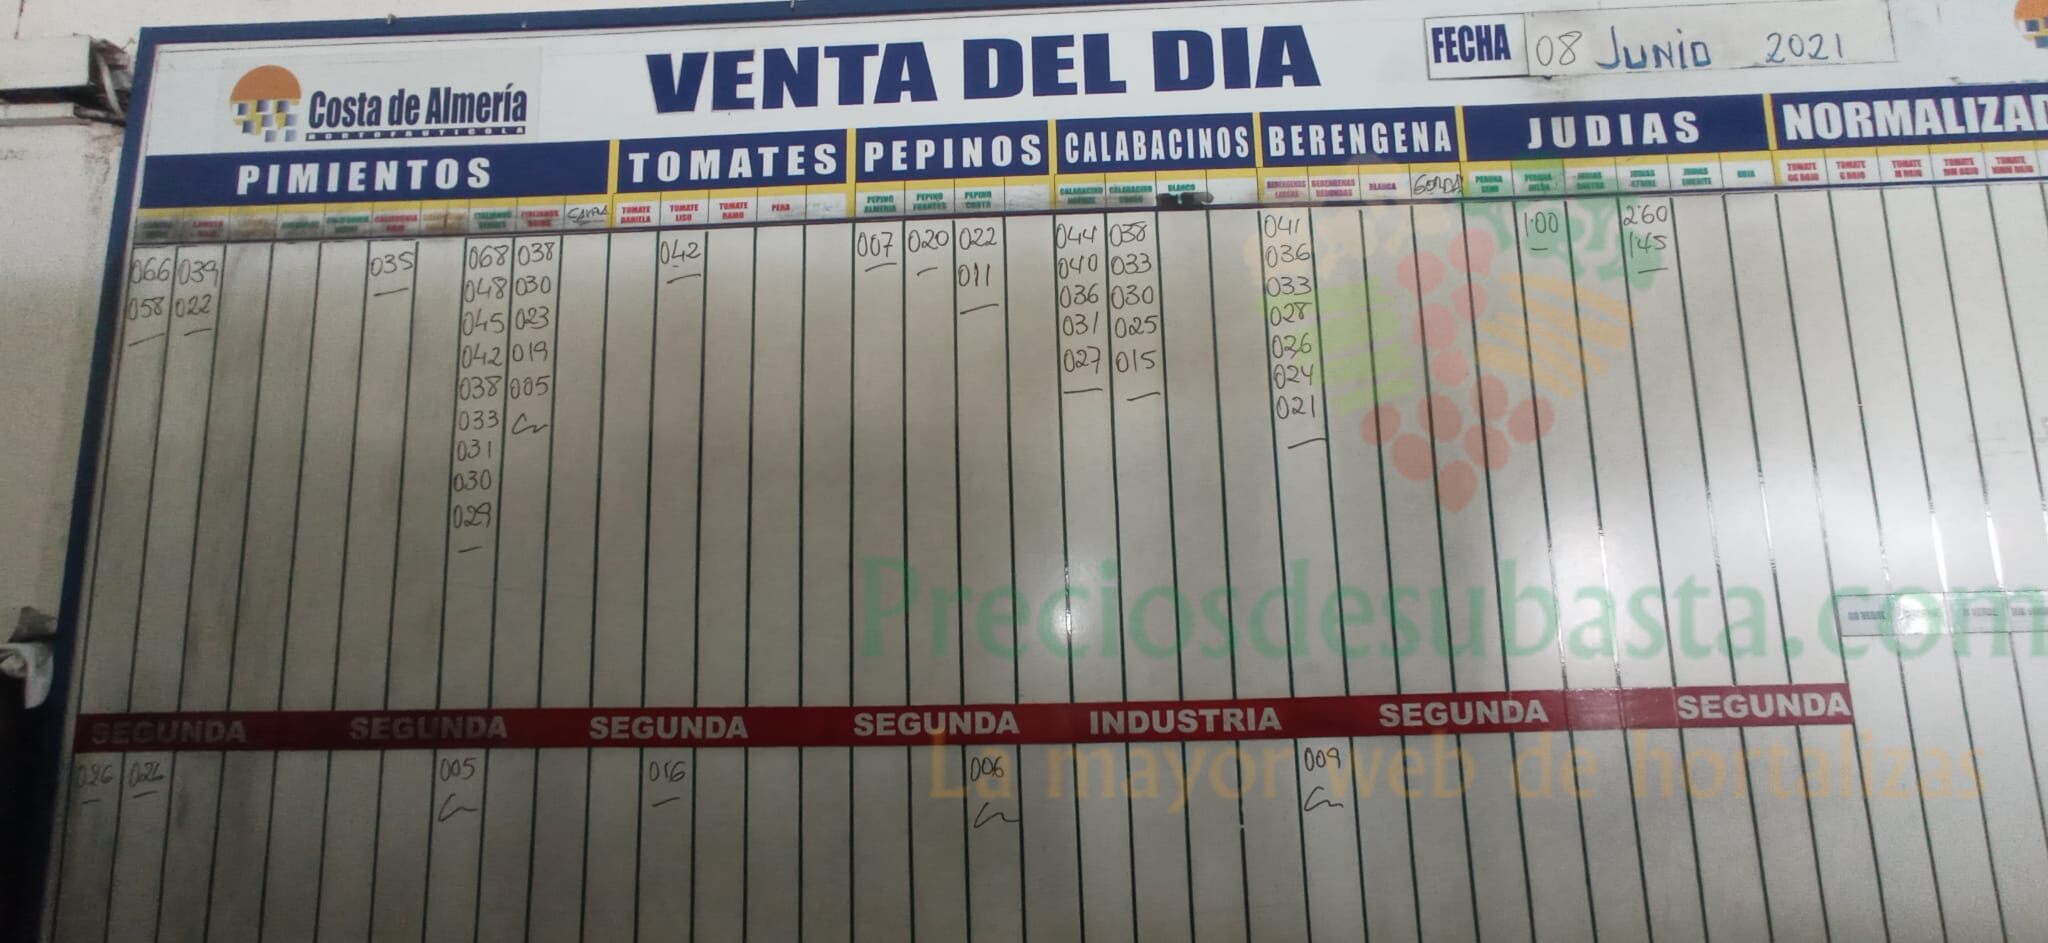 VENTA DEL DIA
FECHA 08 JUNIO 2021
Costa de Almería
HORTOFRUTICOLA
PIMIENTOS TOMATES PEPINOS CALABACINOS BERENGENA JUDIAS NORMALIZAD
TOMATE DANIELA TOMATE LISO TOMATE RAMO PERA PEPINO ALMERIA PEPINO FRANCES PEPINO CORTO BLANCO BLANCA GORDA
066 039 035 068 038 042 007 020 022 044 038 041 1'00 2'60
058 022 048 030 011 040 033 036 1'45
045 023 036 030 033
042 019 031 025 028
038 005 027 015 026
033 024
031 021
030
029
Preciosdesubasta.com
La mayor web de hortalizas
SEGUNDA SEGUNDA SEGUNDA SEGUNDA INDUSTRIA SEGUNDA SEGUNDA
026 026 005 016 006 009